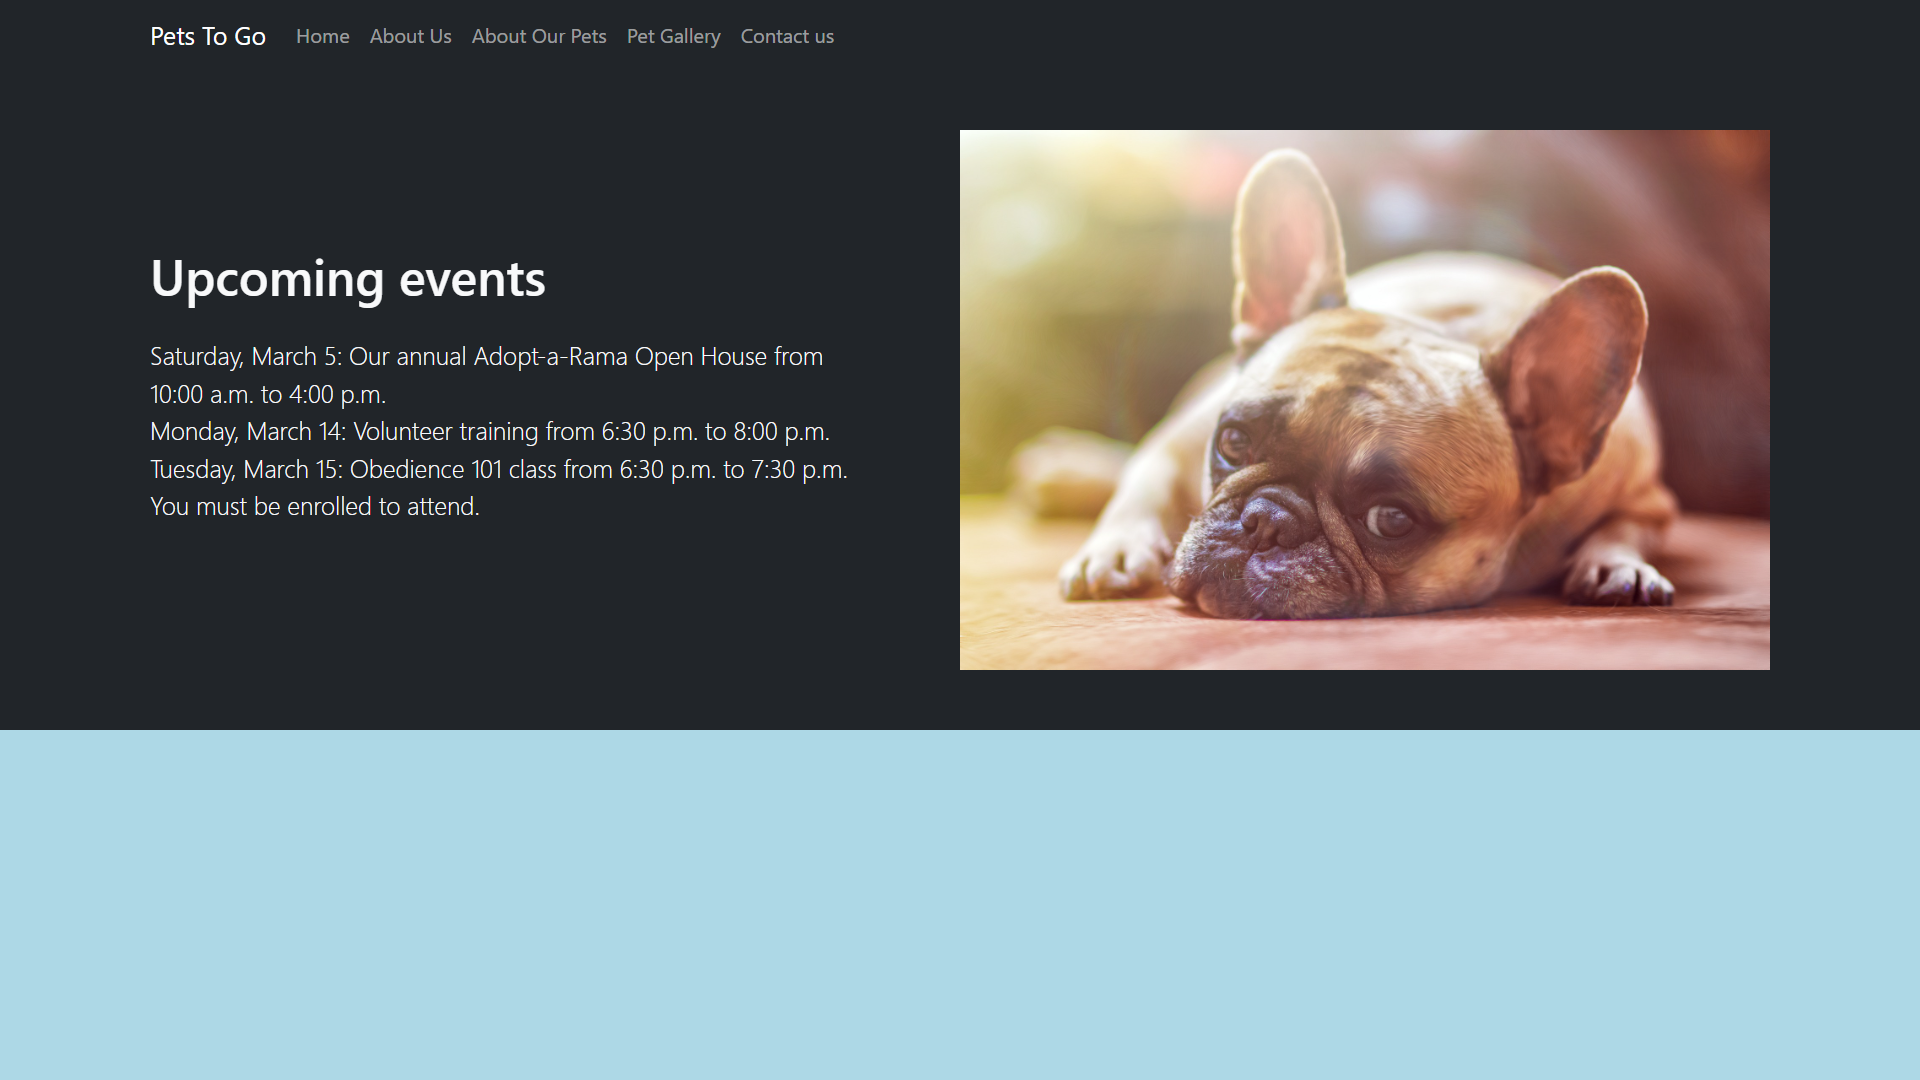 Pets To Go Home About Us About Our Pets Pet Gallery Contact us
Upcoming events
Saturday, March 5: Our annual Adopt-a-Rama Open House from
10:00 a.m. to 4:00 p.m.
Monday, March 14: Volunteer training from 6:30 p.m. to 8:00 p.m.
Tuesday, March 15: Obedience 101 class from 6:30 p.m. to 7:30 p.m.
You must be enrolled to attend.